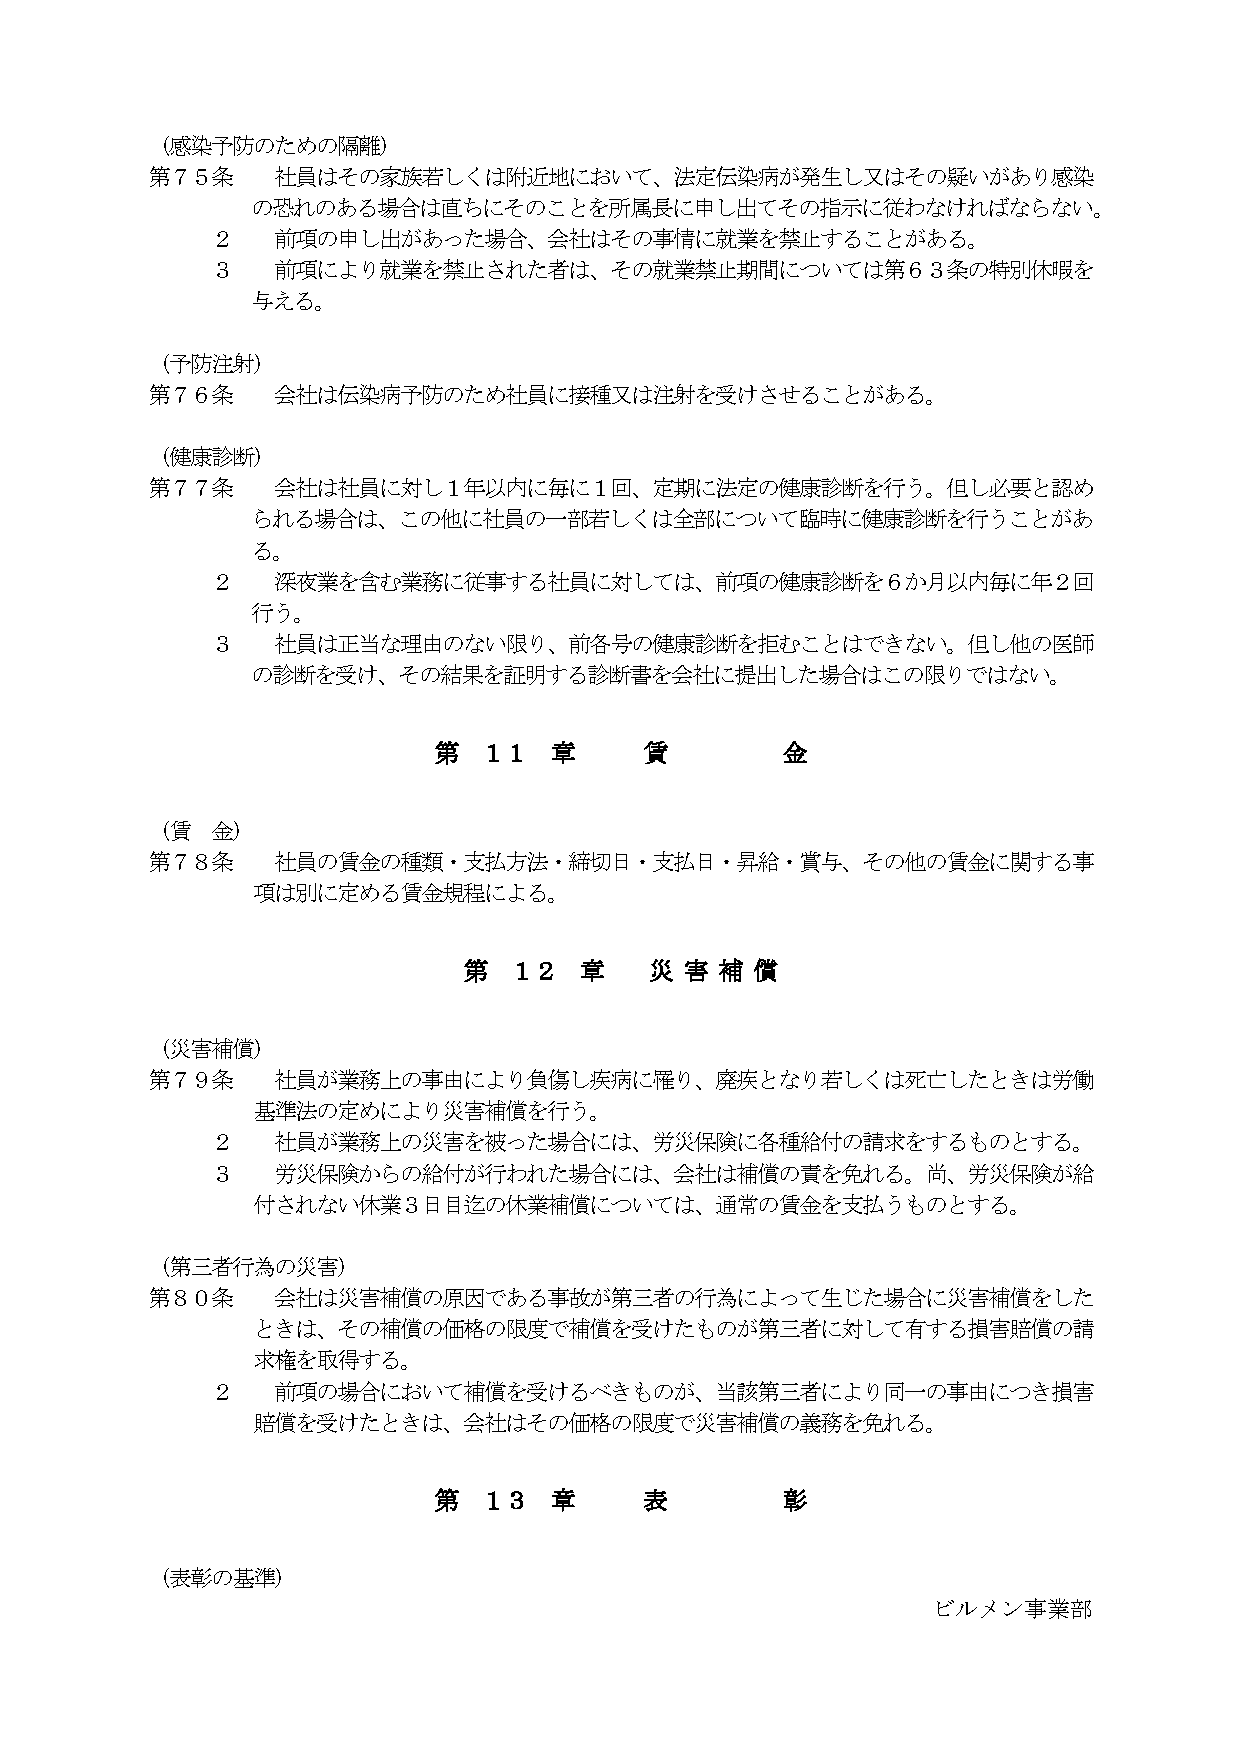 (感染予防のための隔離)
第７５条　　社員はその家族若しくは附近地において、法定伝染病が発生し又はその疑いがあり感染
の恐れのある場合は直ちにそのことを所属長に申し出てその指示に従わなければならない。
２　　前項の申し出があった場合、会社はその事情に就業を禁止することがある。
３　　前項により就業を禁止された者は、その就業禁止期間については第６３条の特別休暇を
与える。
(予防注射)
第７６条　　会社は伝染病予防のため社員に接種又は注射を受けさせることがある。
(健康診断)
第７７条　　会社は社員に対し１年以内に毎に１回、定期に法定の健康診断を行う。但し必要と認め
られる場合は、この他に社員の一部若しくは全部について臨時に健康診断を行うことがあ
る。
２　　深夜業を含む業務に従事する社員に対しては、前項の健康診断を６か月以内毎に年２回
行う。
３　　社員は正当な理由のない限り、前各号の健康診断を拒むことはできない。但し他の医師
の診断を受け、その結果を証明する診断書を会社に提出した場合はこの限りではない。
第　１１　章　　　賃　　　　　金
(賃　金)
第７８条　　社員の賃金の種類・支払方法・締切日・支払日・昇給・賞与、その他の賃金に関する事
項は別に定める賃金規程による。
第　１２　章　　災 害 補 償
(災害補償)
第７９条　　社員が業務上の事由により負傷し疾病に罹り、廃疾となり若しくは死亡したときは労働
基準法の定めにより災害補償を行う。
２　　社員が業務上の災害を被った場合には、労災保険に各種給付の請求をするものとする。
３　　労災保険からの給付が行われた場合には、会社は補償の責を免れる。尚、労災保険が給
付されない休業３日目迄の休業補償については、通常の賃金を支払うものとする。
(第三者行為の災害)
第８０条　　会社は災害補償の原因である事故が第三者の行為によって生じた場合に災害補償をした
ときは、その補償の価格の限度で補償を受けたものが第三者に対して有する損害賠償の請
求権を取得する。
２　　前項の場合において補償を受けるべきものが、当該第三者により同一の事由につき損害
賠償を受けたときは、会社はその価格の限度で災害補償の義務を免れる。
第　１３　章　　　表　　　　　彰
(表彰の基準)
ビルメン事業部